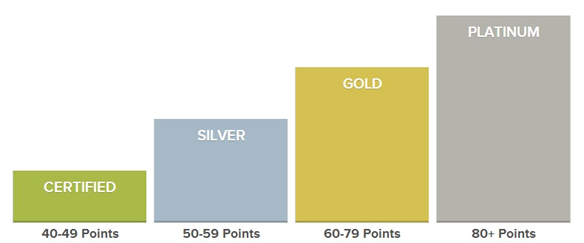 PLATINUM
GOLD
SILVER
CERTIFIED
40-49 Points
50-59 Points
60-79 Points
80+ Points